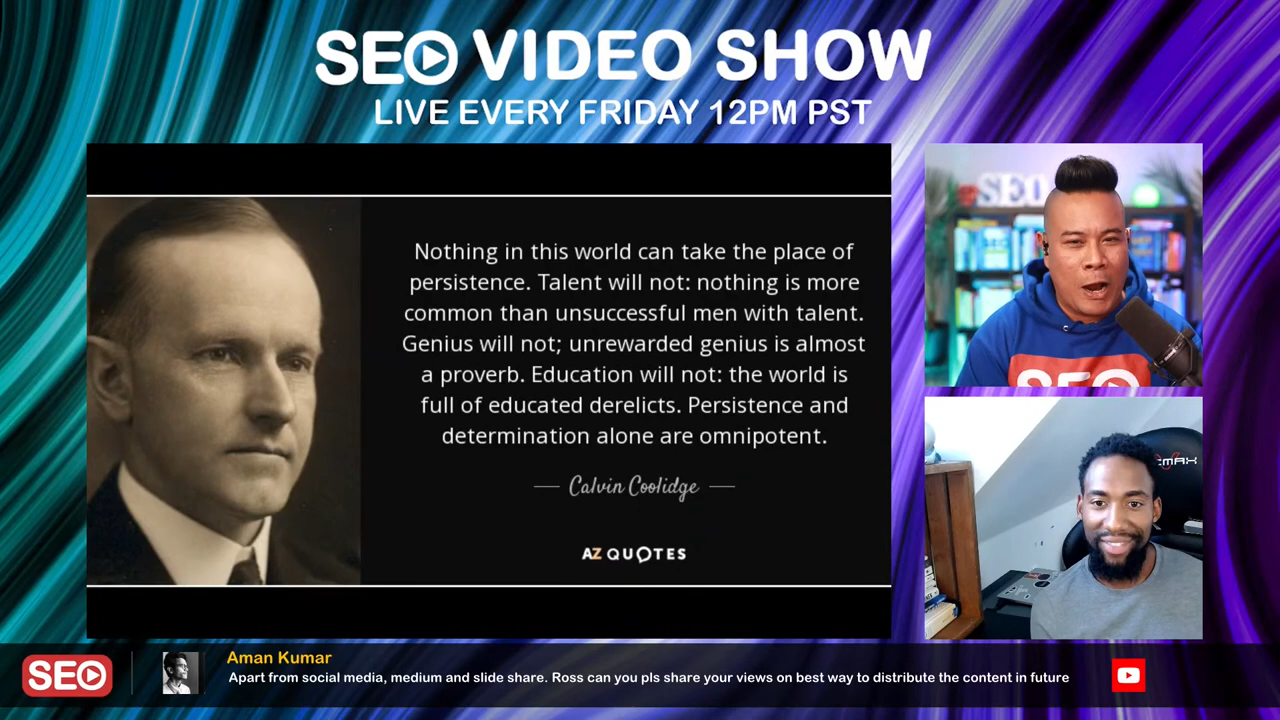 SEO VIDEO SHOW
LIVE EVERY FRIDAY 12PM PST
Nothing in this world can take the place of
persistence. Talent will not: nothing is more
common than unsuccessful men with talent.
Genius will not; unrewarded genius is almost
a proverb. Education will not: the world is
full of educated derelicts. Persistence and
determination alone are omnipotent.
Calvin Coolidge
AZ QUOTES
SEO
SEO
Aman Kumar
Apart from social media, medium and slide share. Ross can you pls share your views on best way to distribute the content in future
SEO